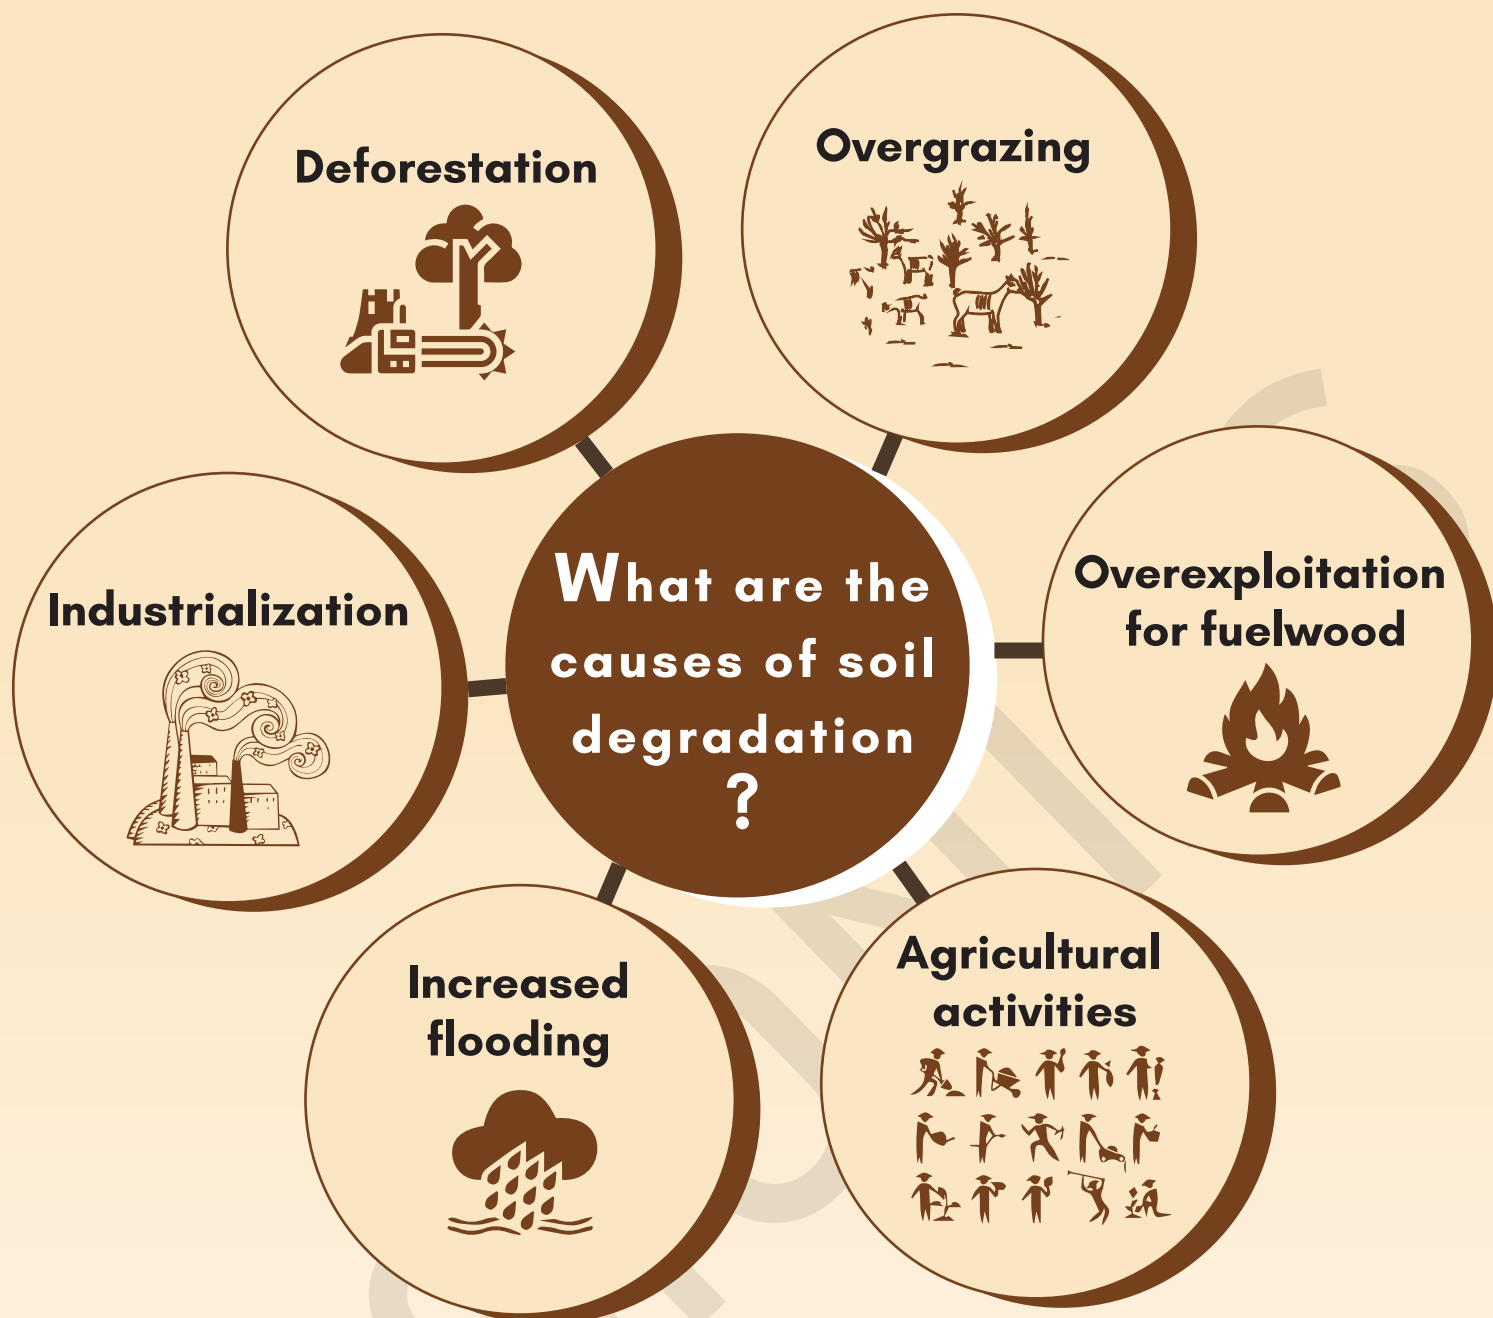 Deforestation
Overgrazing
Industrialization
What are the
causes of soil
degradation
?
Overexploitation
for fuelwood
Increased
flooding
Agricultural
activities